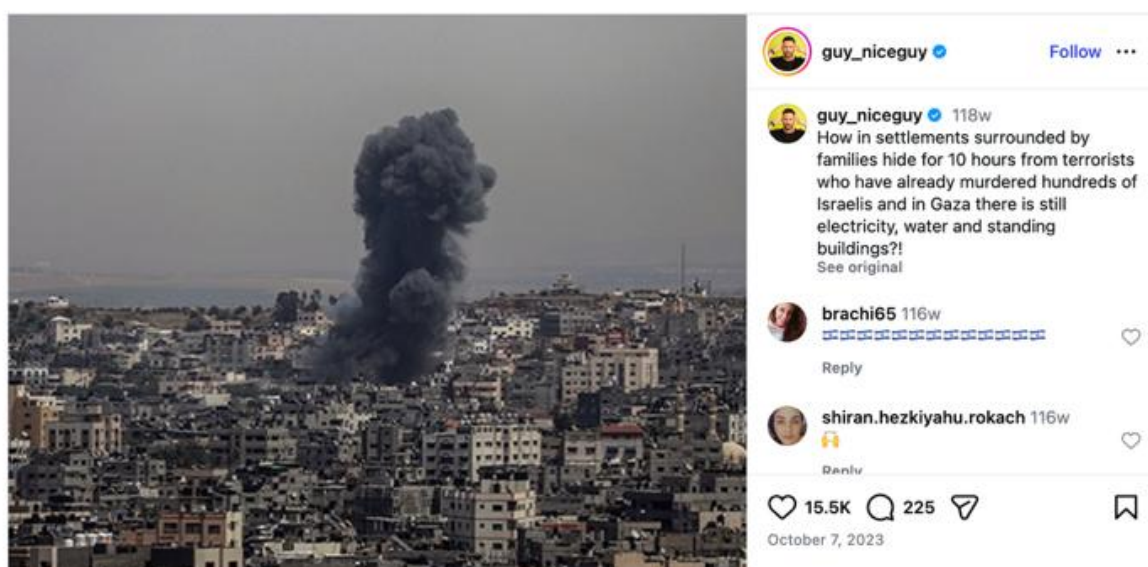 guy_niceguy
Follow
guy_niceguy 118w
How in settlements surrounded by
families hide for 10 hours from terrorists
who have already murdered hundreds of
Israelis and in Gaza there is still
electricity, water and standing
buildings?!
See original
brachi65 116w
🇮🇱🇮🇱🇮🇱🇮🇱🇮🇱🇮🇱🇮🇱🇮🇱🇮🇱🇮🇱🇮🇱🇮🇱🇮🇱
Reply
shiran.hezkiyahu.rokach 116w
🙌
Reply
15.5K 225
October 7, 2023